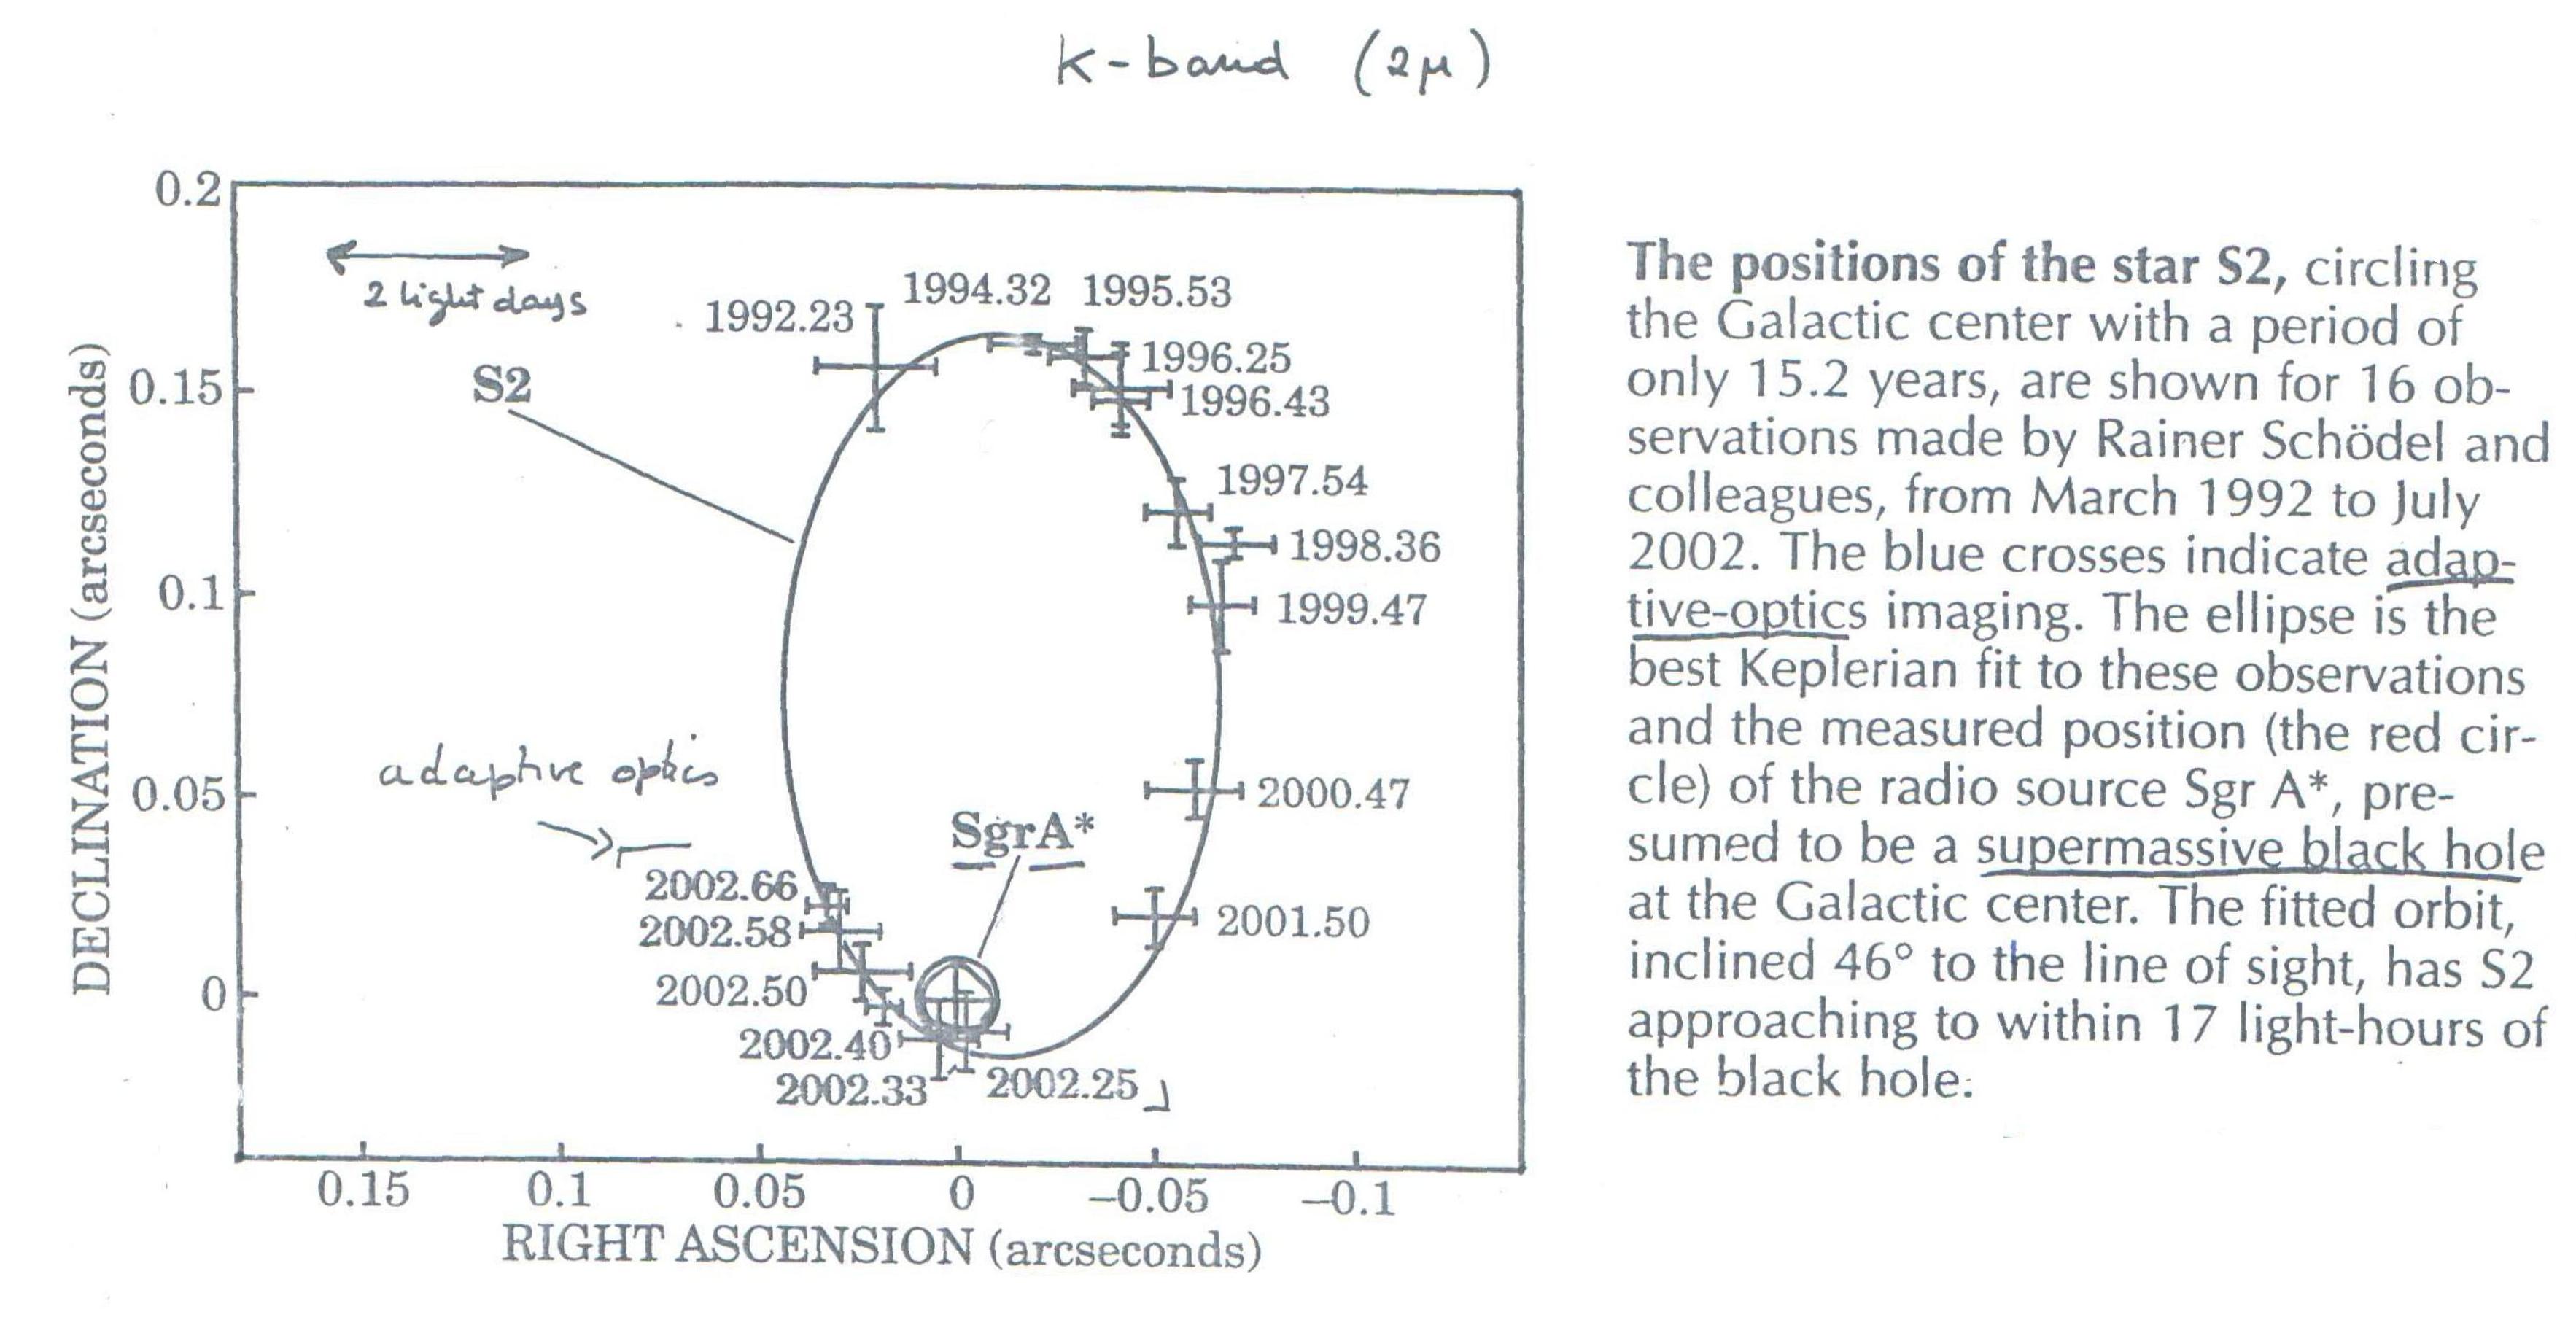 K-band (2μ)
0.2
2 light days
1994.32 1995.53
1992.23
1996.25
S2
0.15
1996.43
1997.54
1998.36
0.1
1999.47
DECLINATION (arcseconds)
adaptive optics
0.05
2000.47
SgrA*
2002.66
2002.58
2001.50
2002.50
0
2002.40
2002.33
2002.25
0.15 0.1 0.05 0 –0.05 –0.1
RIGHT ASCENSION (arcseconds)
The positions of the star S2, circling
the Galactic center with a period of
only 15.2 years, are shown for 16 ob-
servations made by Rainer Schödel and
colleagues, from March 1992 to July
2002. The blue crosses indicate adap-
tive-optics imaging. The ellipse is the
best Keplerian fit to these observations
and the measured position (the red cir-
cle) of the radio source Sgr A*, pre-
sumed to be a supermassive black hole
at the Galactic center. The fitted orbit,
inclined 46° to the line of sight, has S2
approaching to within 17 light-hours of
the black hole.